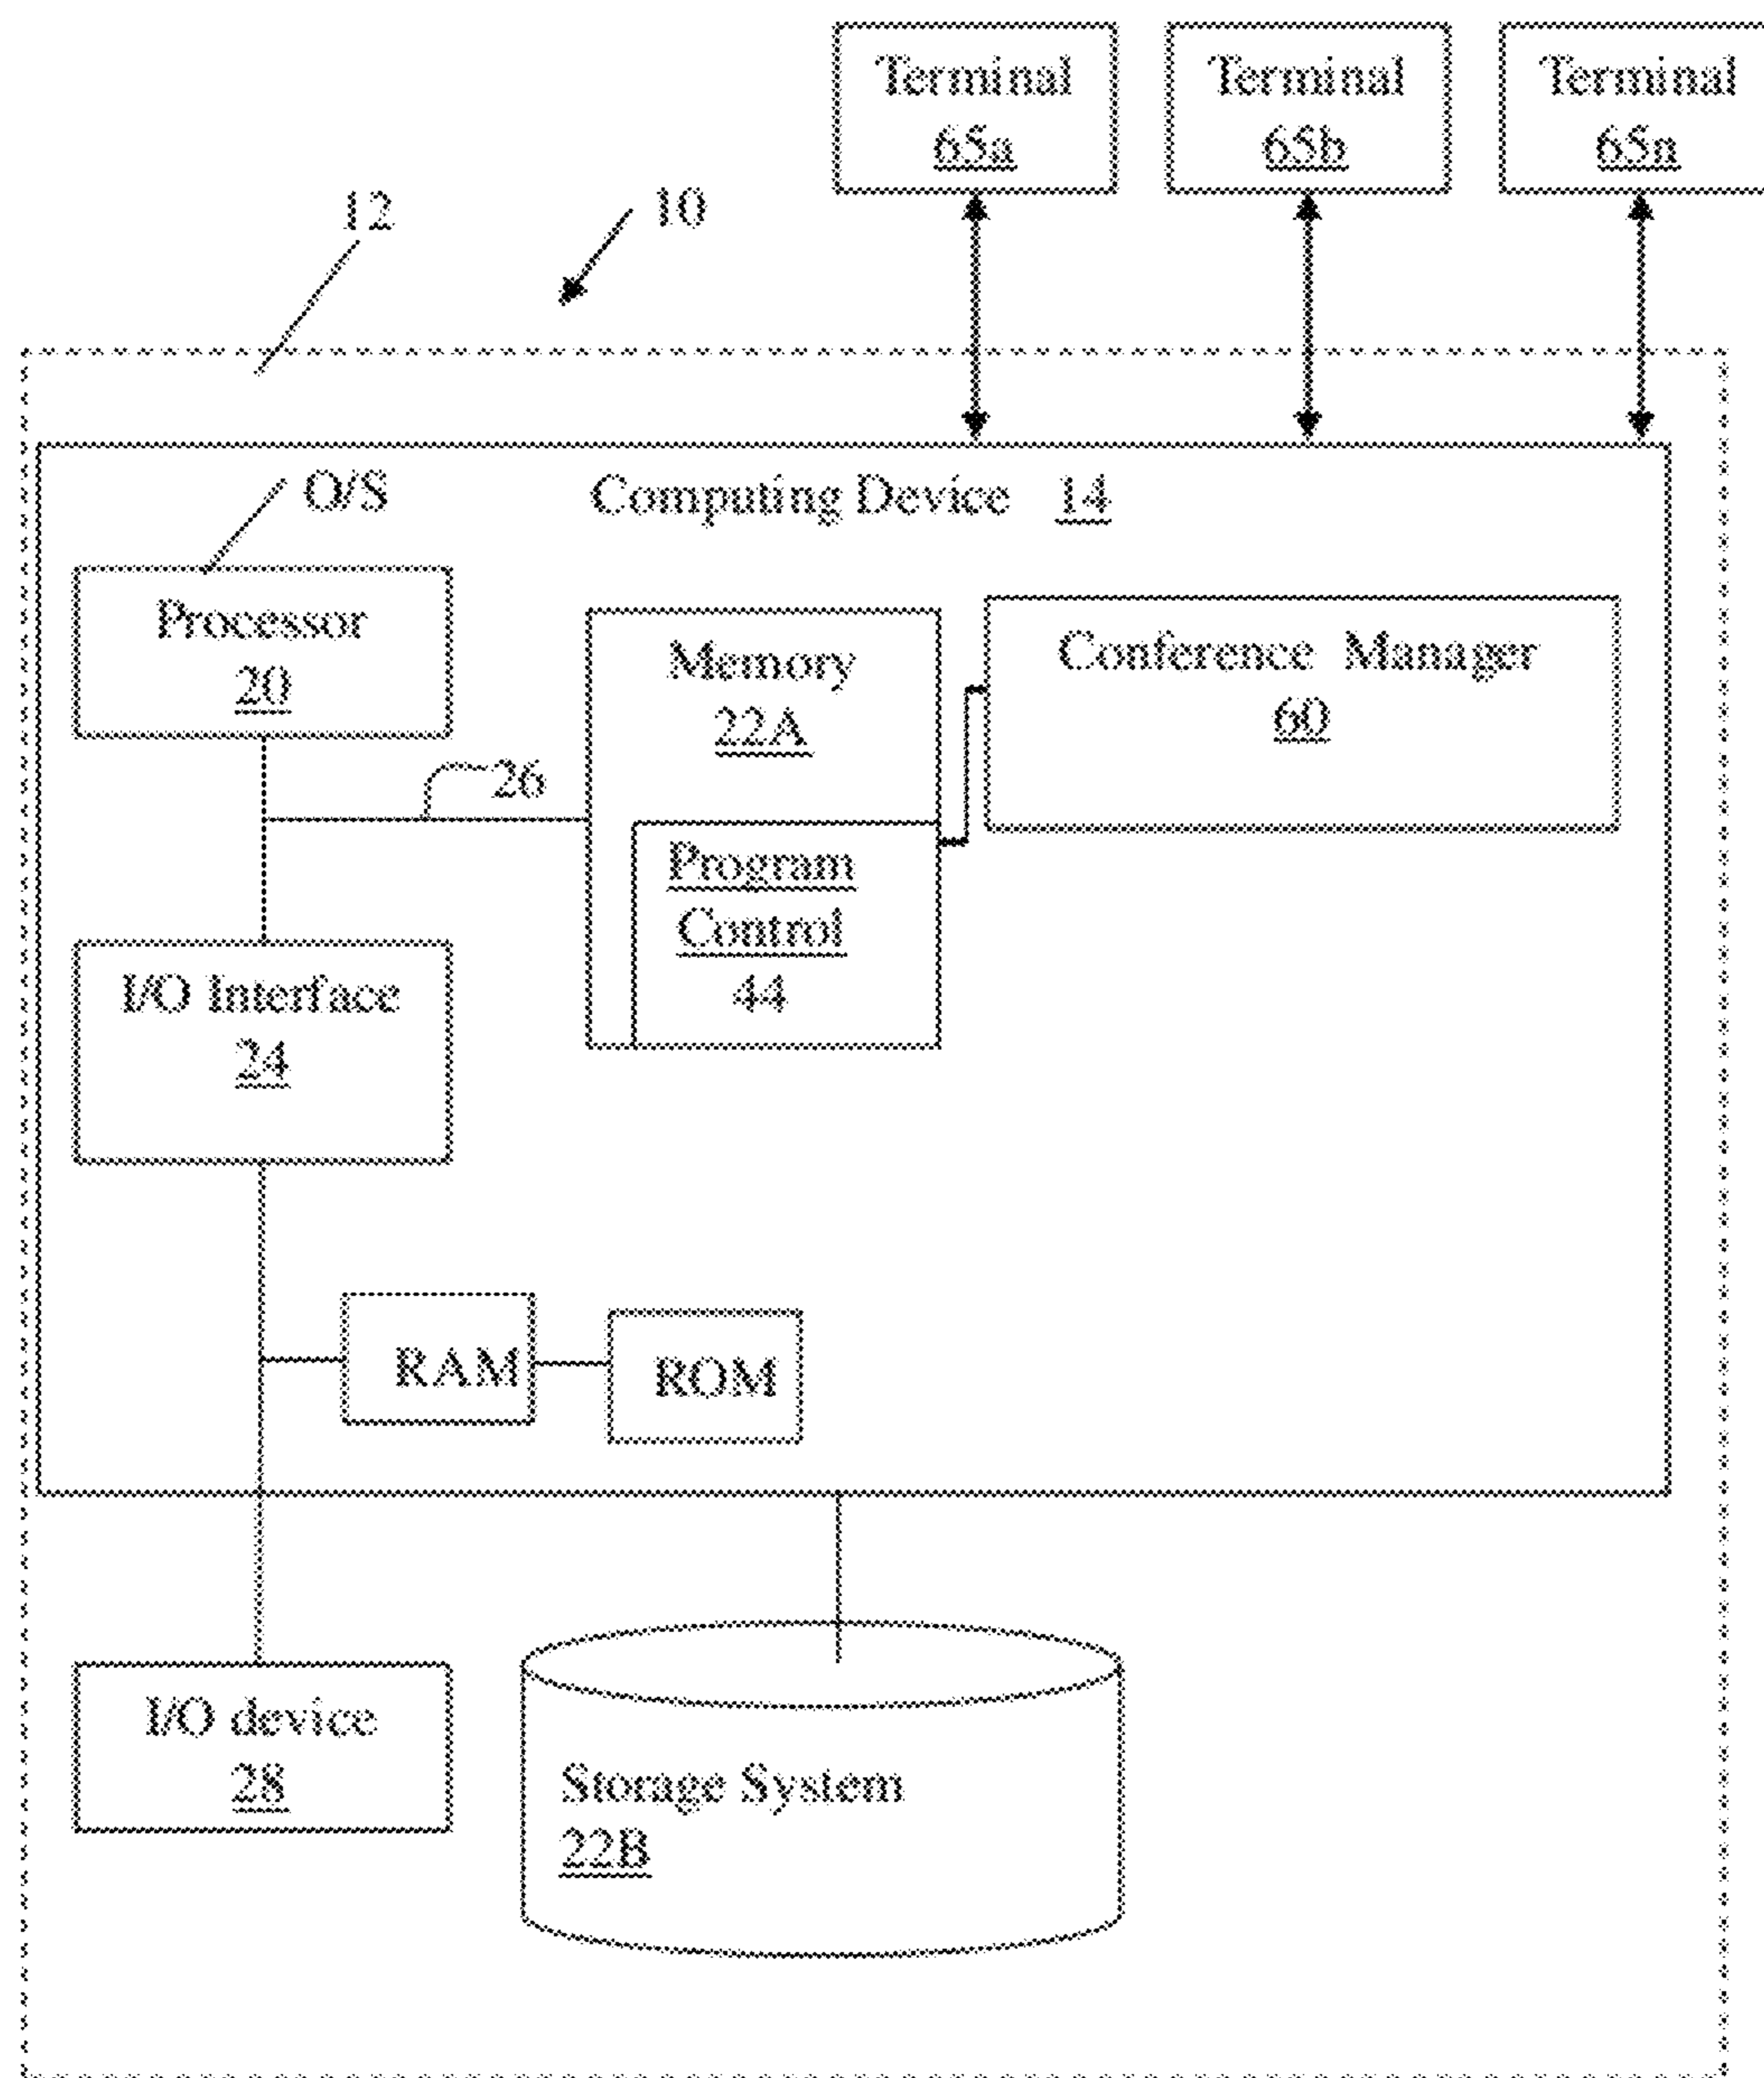 Terminal
65a
Terminal
65b
Terminal
65n
12
10
O/S
Computing Device 14
Processor
20
Memory
22A
Conference Manager
60
26
Program
Control
44
I/O Interface
24
RAM
ROM
I/O device
28
Storage System
22B